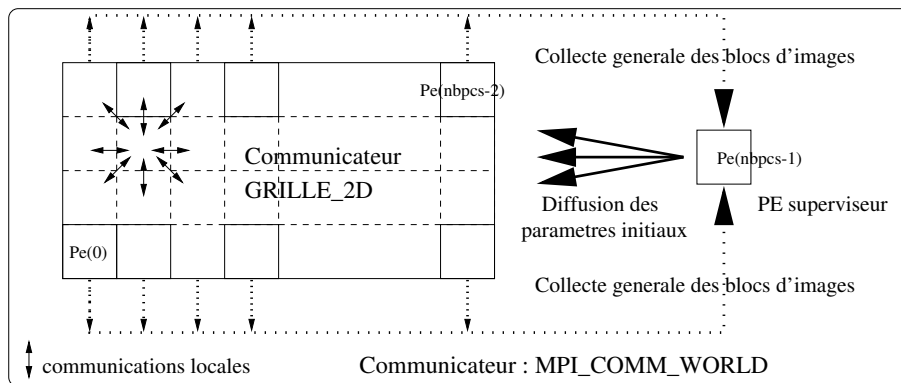 Collecte generale des blocs d'images
Pe(nbpcs-2)
Communicateur
GRILLE_2D
Pe(nbpcs-1)
Diffusion des
parametres initiaux
PE superviseur
Pe(0)
Collecte generale des blocs d'images
communications locales
Communicateur : MPI_COMM_WORLD